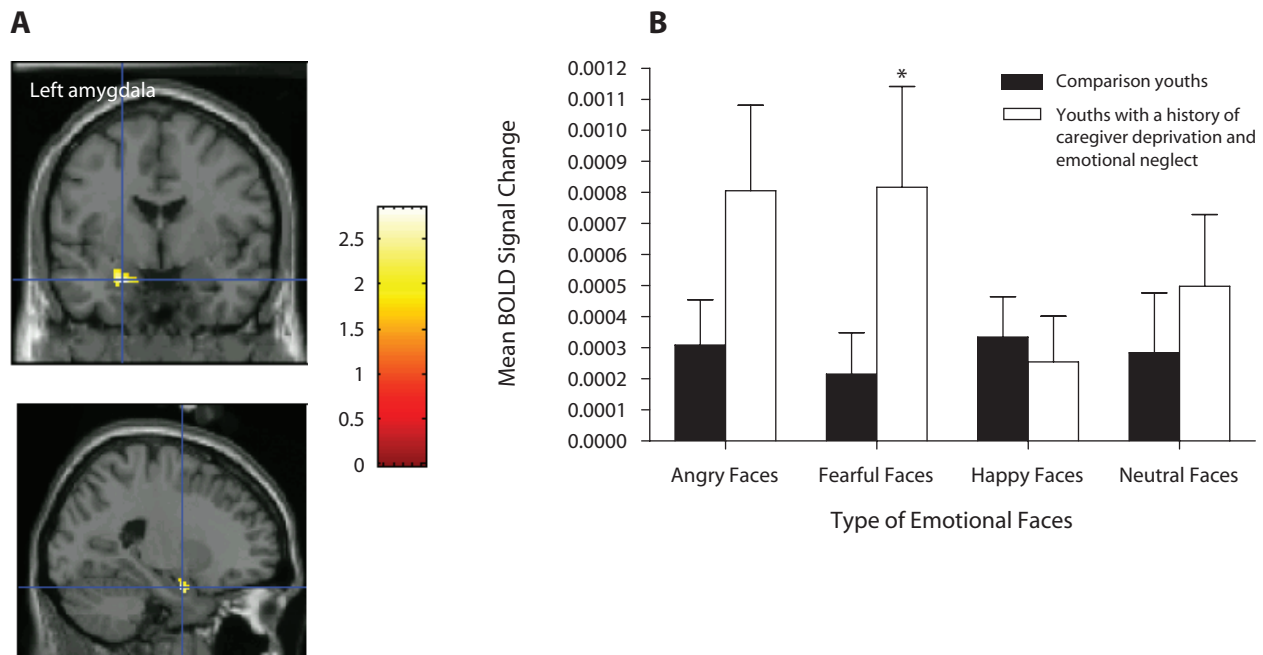 A
Left amygdala
2.5
2
1.5
1
0.5
0
B
Mean BOLD Signal Change
0.0012
0.0011
0.0010
0.0009
0.0008
0.0007
0.0006
0.0005
0.0004
0.0003
0.0002
0.0001
0.0000
*
Comparison youths
Youths with a history of
caregiver deprivation and
emotional neglect
Angry Faces
Fearful Faces
Happy Faces
Neutral Faces
Type of Emotional Faces